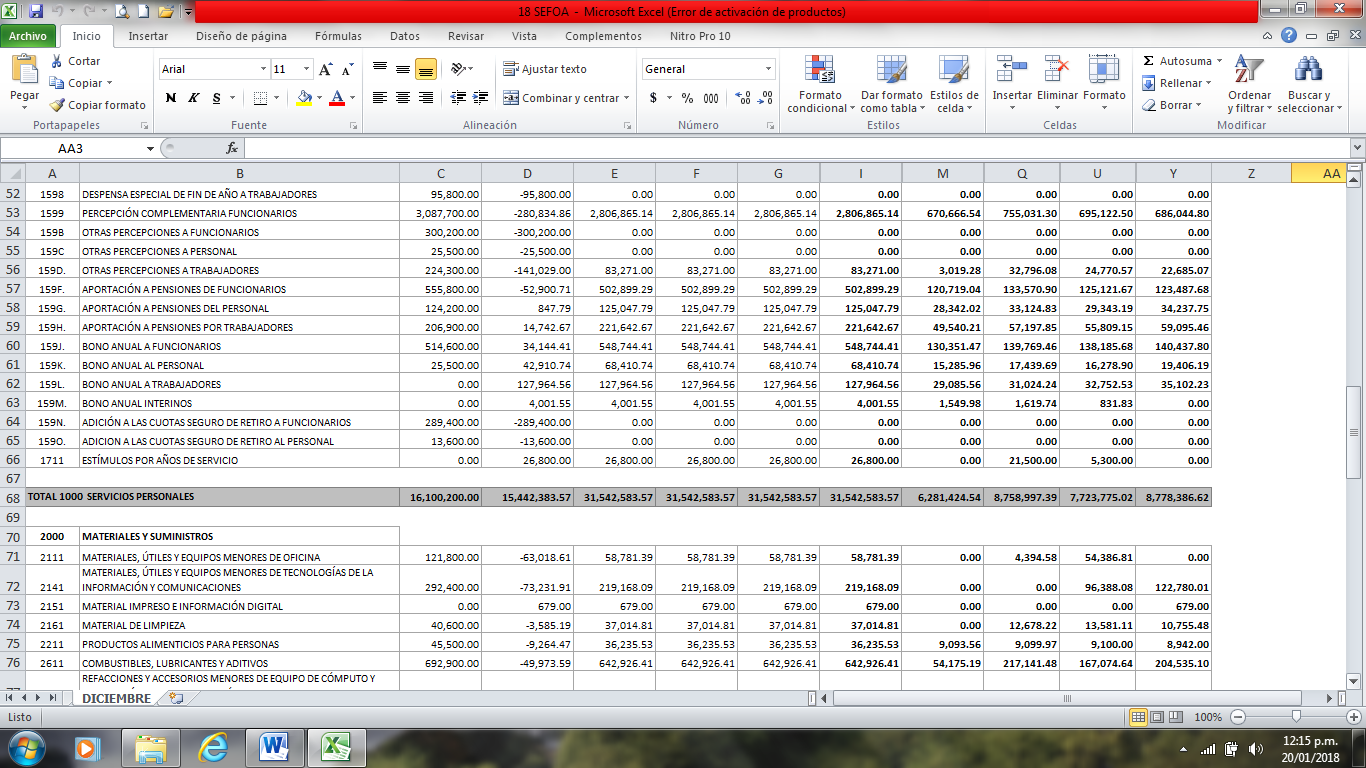 18 SEFOA - Microsoft Excel (Error de activación de productos)
Archivo Inicio Insertar Diseño de página Fórmulas Datos Revisar Vista Complementos Nitro Pro 10
Pegar Cortar Copiar Copiar formato Portapapeles
Arial 11 A A N K S A Fuente
Ajustar texto Combinar y centrar Alineación
General $ % 000 Número
Formato condicional Dar formato como tabla Estilos de celda Estilos
Insertar Eliminar Formato Celdas
Σ Autosuma Rellenar Borrar Ordenar y filtrar Buscar y seleccionar Modificar
AA3 fx
A B C D E F G I M Q U Y Z AA
52 1598 DESPENSA ESPECIAL DE FIN DE AÑO A TRABAJADORES 95,800.00 -95,800.00 0.00 0.00 0.00 0.00 0.00 0.00 0.00 0.00
53 1599 PERCEPCIÓN COMPLEMENTARIA FUNCIONARIOS 3,087,700.00 -280,834.86 2,806,865.14 2,806,865.14 2,806,865.14 2,806,865.14 670,666.54 755,031.30 695,122.50 686,044.80
54 159B OTRAS PERCEPCIONES A FUNCIONARIOS 300,200.00 -300,200.00 0.00 0.00 0.00 0.00 0.00 0.00 0.00 0.00
55 159C OTRAS PERCEPCIONES A PERSONAL 25,500.00 -25,500.00 0.00 0.00 0.00 0.00 0.00 0.00 0.00 0.00
56 159D. OTRAS PERCEPCIONES A TRABAJADORES 224,300.00 -141,029.00 83,271.00 83,271.00 83,271.00 83,271.00 3,019.28 32,796.08 24,770.57 22,685.07
57 159F. APORTACIÓN A PENSIONES DE FUNCIONARIOS 555,800.00 -52,900.71 502,899.29 502,899.29 502,899.29 502,899.29 120,719.04 133,570.90 125,121.67 123,487.68
58 159G. APORTACIÓN A PENSIONES DEL PERSONAL 124,200.00 847.79 125,047.79 125,047.79 125,047.79 125,047.79 28,342.02 33,124.83 29,343.19 34,237.75
59 159H. APORTACIÓN A PENSIONES POR TRABAJADORES 206,900.00 14,742.67 221,642.67 221,642.67 221,642.67 221,642.67 49,540.21 57,197.85 55,809.15 59,095.46
60 159J. BONO ANUAL A FUNCIONARIOS 514,600.00 34,144.41 548,744.41 548,744.41 548,744.41 548,744.41 130,351.47 139,769.46 138,185.68 140,437.80
61 159K. BONO ANUAL AL PERSONAL 25,500.00 42,910.74 68,410.74 68,410.74 68,410.74 68,410.74 15,285.96 17,439.69 16,278.90 19,406.19
62 159L. BONO ANUAL A TRABAJADORES 0.00 127,964.56 127,964.56 127,964.56 127,964.56 127,964.56 29,085.56 31,024.24 32,752.53 35,102.23
63 159M. BONO ANUAL INTERINOS 0.00 4,001.55 4,001.55 4,001.55 4,001.55 4,001.55 1,549.98 1,619.74 831.83 0.00
64 159N. ADICIÓN A LAS CUOTAS SEGURO DE RETIRO A FUNCIONARIOS 289,400.00 -289,400.00 0.00 0.00 0.00 0.00 0.00 0.00 0.00 0.00
65 159O. ADICION A LAS CUOTAS SEGURO DE RETIRO AL PERSONAL 13,600.00 -13,600.00 0.00 0.00 0.00 0.00 0.00 0.00 0.00 0.00
66 1711 ESTÍMULOS POR AÑOS DE SERVICIO 0.00 26,800.00 26,800.00 26,800.00 26,800.00 26,800.00 0.00 21,500.00 5,300.00 0.00
67
68 TOTAL 1000 SERVICIOS PERSONALES 16,100,200.00 15,442,383.57 31,542,583.57 31,542,583.57 31,542,583.57 31,542,583.57 6,281,424.54 8,758,997.39 7,723,775.02 8,778,386.62
69
70 2000 MATERIALES Y SUMINISTROS
71 2111 MATERIALES, ÚTILES Y EQUIPOS MENORES DE OFICINA 121,800.00 -63,018.61 58,781.39 58,781.39 58,781.39 58,781.39 0.00 4,394.58 54,386.81 0.00
MATERIALES, ÚTILES Y EQUIPOS MENORES DE TECNOLOGÍAS DE LA
72 2141 INFORMACIÓN Y COMUNICACIONES 292,400.00 -73,231.91 219,168.09 219,168.09 219,168.09 219,168.09 0.00 0.00 96,388.08 122,780.01
73 2151 MATERIAL IMPRESO E INFORMACIÓN DIGITAL 0.00 679.00 679.00 679.00 679.00 679.00 0.00 0.00 0.00 679.00
74 2161 MATERIAL DE LIMPIEZA 40,600.00 -3,585.19 37,014.81 37,014.81 37,014.81 37,014.81 0.00 12,678.22 13,581.11 10,755.48
75 2211 PRODUCTOS ALIMENTICIOS PARA PERSONAS 45,500.00 -9,264.47 36,235.53 36,235.53 36,235.53 36,235.53 9,093.56 9,099.97 9,100.00 8,942.00
76 2611 COMBUSTIBLES, LUBRICANTES Y ADITIVOS 692,900.00 -49,973.59 642,926.41 642,926.41 642,926.41 642,926.41 54,175.19 217,141.48 167,074.64 204,535.10
REFACCIONES Y ACCESORIOS MENORES DE EQUIPO DE CÓMPUTO Y
DICIEMBRE
Listo 100%
12:15 p.m.
20/01/2018